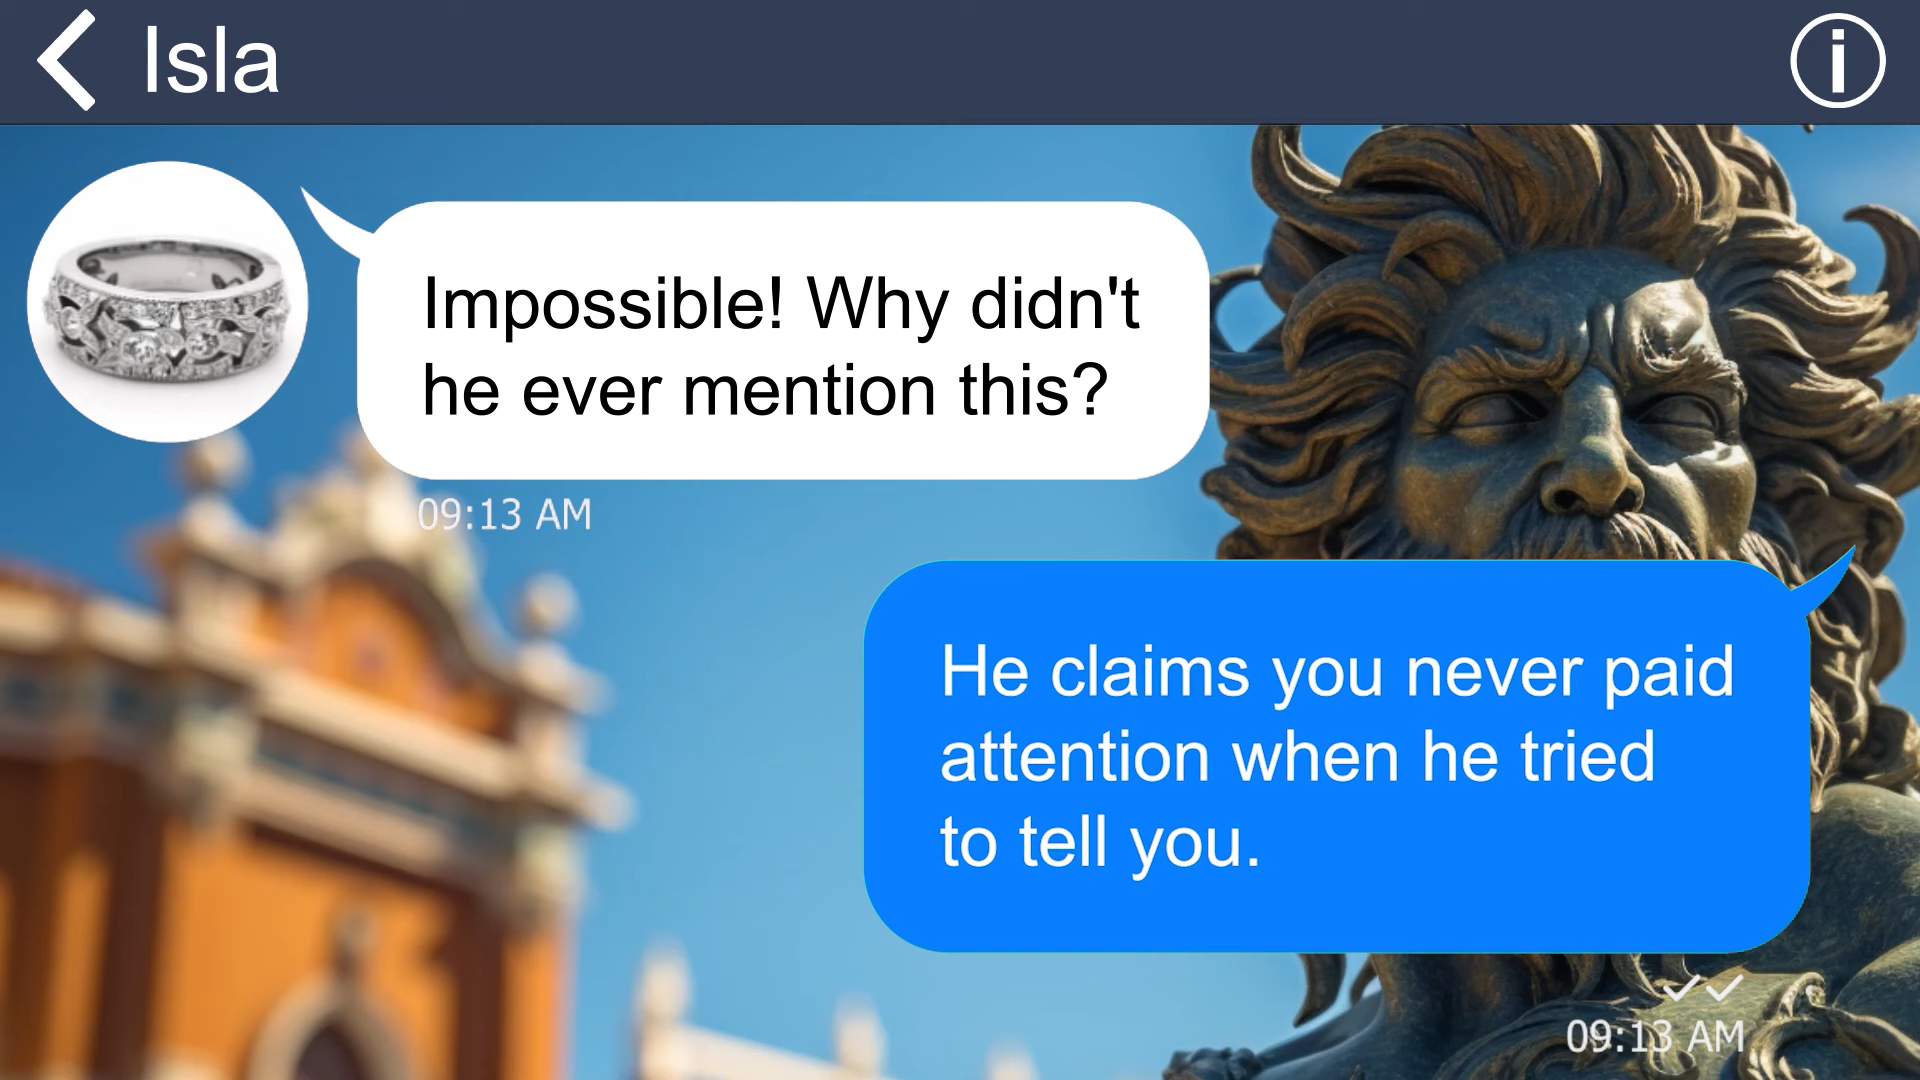 Isla
Impossible! Why didn't
he ever mention this?
09:13 AM
He claims you never paid
attention when he tried
to tell you.
09:13 AM